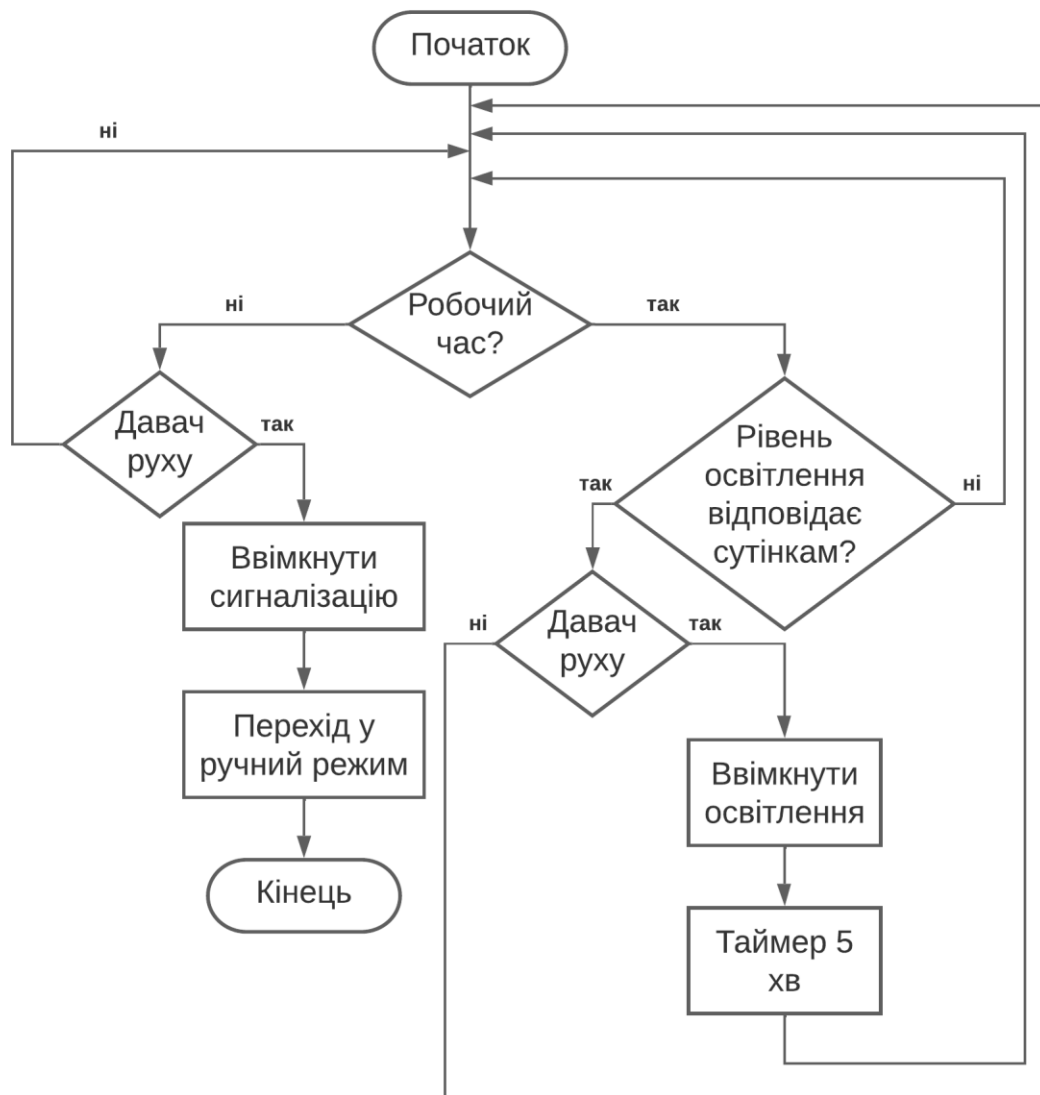 Початок
ні
Робочий
час?
ні
так
Давач
руху
так
Рівень
освітлення
відповідає
сутінкам?
так
ні
Ввімкнути
сигналізацію
Давач
руху
ні
так
Перехід у
ручний режим
Ввімкнути
освітлення
Кінець
Таймер 5
хв